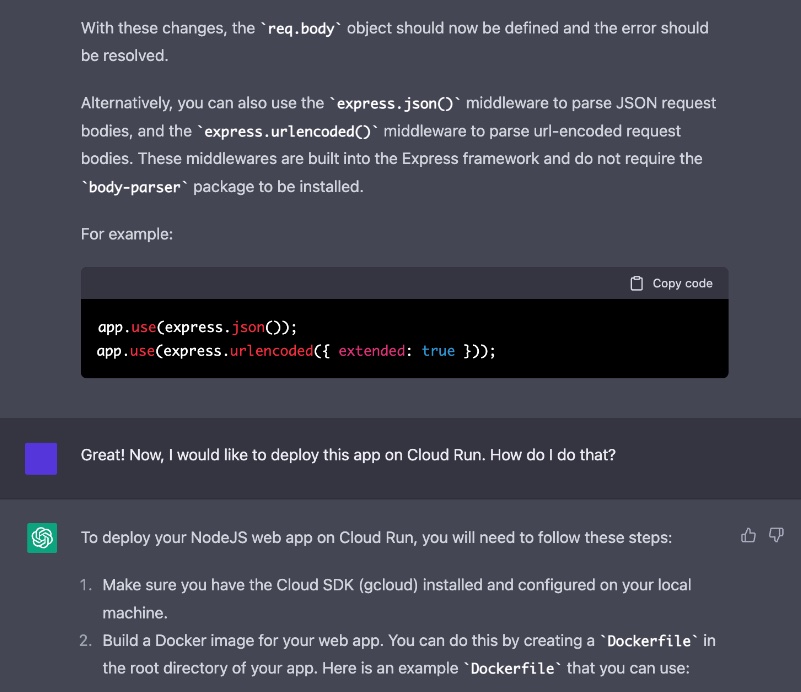 With these changes, the `req.body` object should now be defined and the error should
be resolved.
Alternatively, you can also use the `express.json()` middleware to parse JSON request
bodies, and the `express.urlencoded()` middleware to parse url-encoded request
bodies. These middlewares are built into the Express framework and do not require the
`body-parser` package to be installed.
For example:
Copy code
app.use(express.json());
app.use(express.urlencoded({ extended: true }));
Great! Now, I would like to deploy this app on Cloud Run. How do I do that?
To deploy your NodeJS web app on Cloud Run, you will need to follow these steps:
1. Make sure you have the Cloud SDK (gcloud) installed and configured on your local
machine.
2. Build a Docker image for your web app. You can do this by creating a `Dockerfile` in
the root directory of your app. Here is an example `Dockerfile` that you can use: